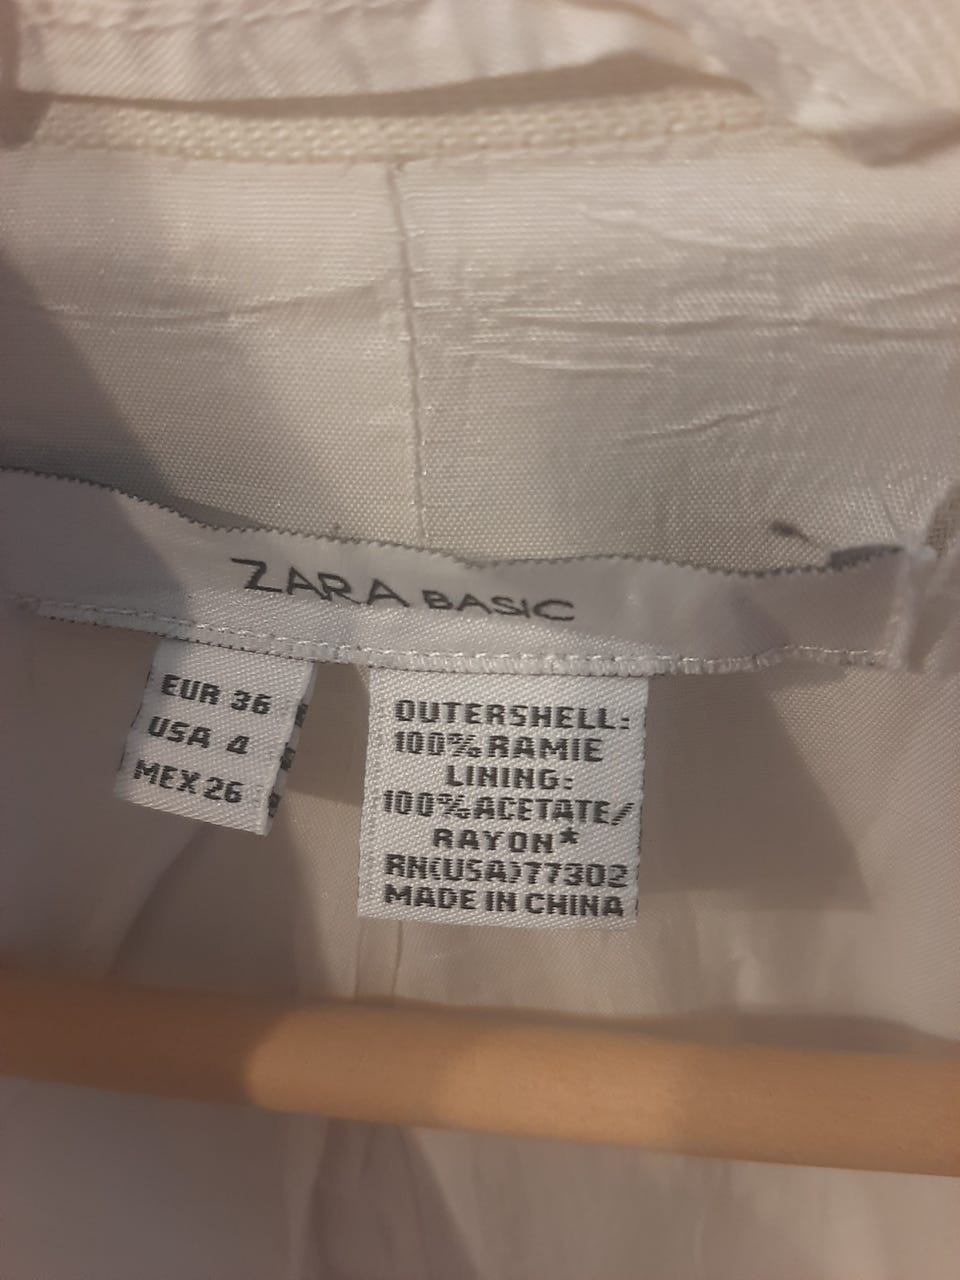 ZARA BASIC
EUR 36
USA 4
MEX 26
OUTERSHELL:
100% RAMIE
LINING:
100% ACETATE/
RAYON*
RN(USA)77302
MADE IN CHINA